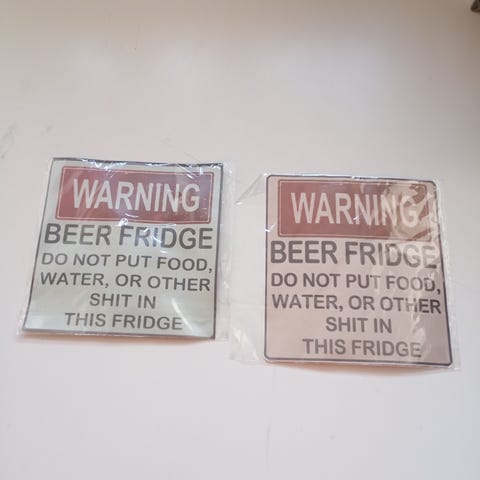 WARNING
BEER FRIDGE
DO NOT PUT FOOD,
WATER, OR OTHER
SHIT IN
THIS FRIDGE
WARNING
BEER FRIDGE
DO NOT PUT FOOD,
WATER, OR OTHER
SHIT IN
THIS FRIDGE